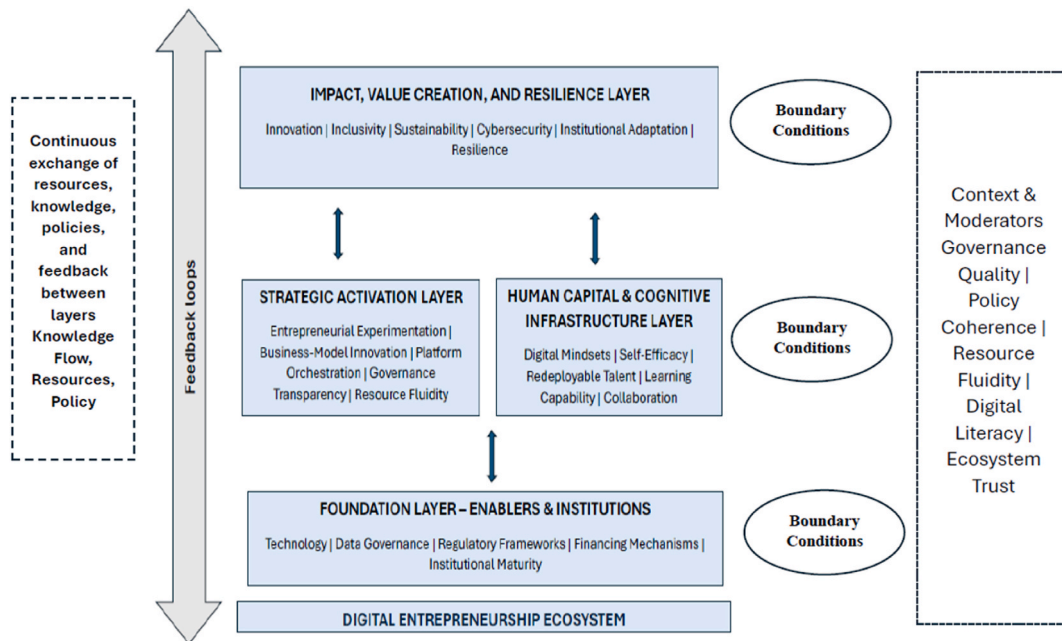 Continuous
exchange of
resources,
knowledge,
policies,
and
feedback
between
layers
Knowledge
Flow,
Resources,
Policy
Feedback loops
IMPACT, VALUE CREATION, AND RESILIENCE LAYER
Innovation | Inclusivity | Sustainability | Cybersecurity | Institutional Adaptation |
Resilience
Boundary
Conditions
STRATEGIC ACTIVATION LAYER
Entrepreneurial Experimentation |
Business-Model Innovation | Platform
Orchestration | Governance
Transparency | Resource Fluidity
HUMAN CAPITAL & COGNITIVE
INFRASTRUCTURE LAYER
Digital Mindsets | Self-Efficacy |
Redeployable Talent | Learning
Capability | Collaboration
Boundary
Conditions
FOUNDATION LAYER – ENABLERS & INSTITUTIONS
Technology | Data Governance | Regulatory Frameworks | Financing Mechanisms |
Institutional Maturity
Boundary
Conditions
DIGITAL ENTREPRENEURSHIP ECOSYSTEM
Context &
Moderators
Governance
Quality |
Policy
Coherence |
Resource
Fluidity |
Digital
Literacy |
Ecosystem
Trust